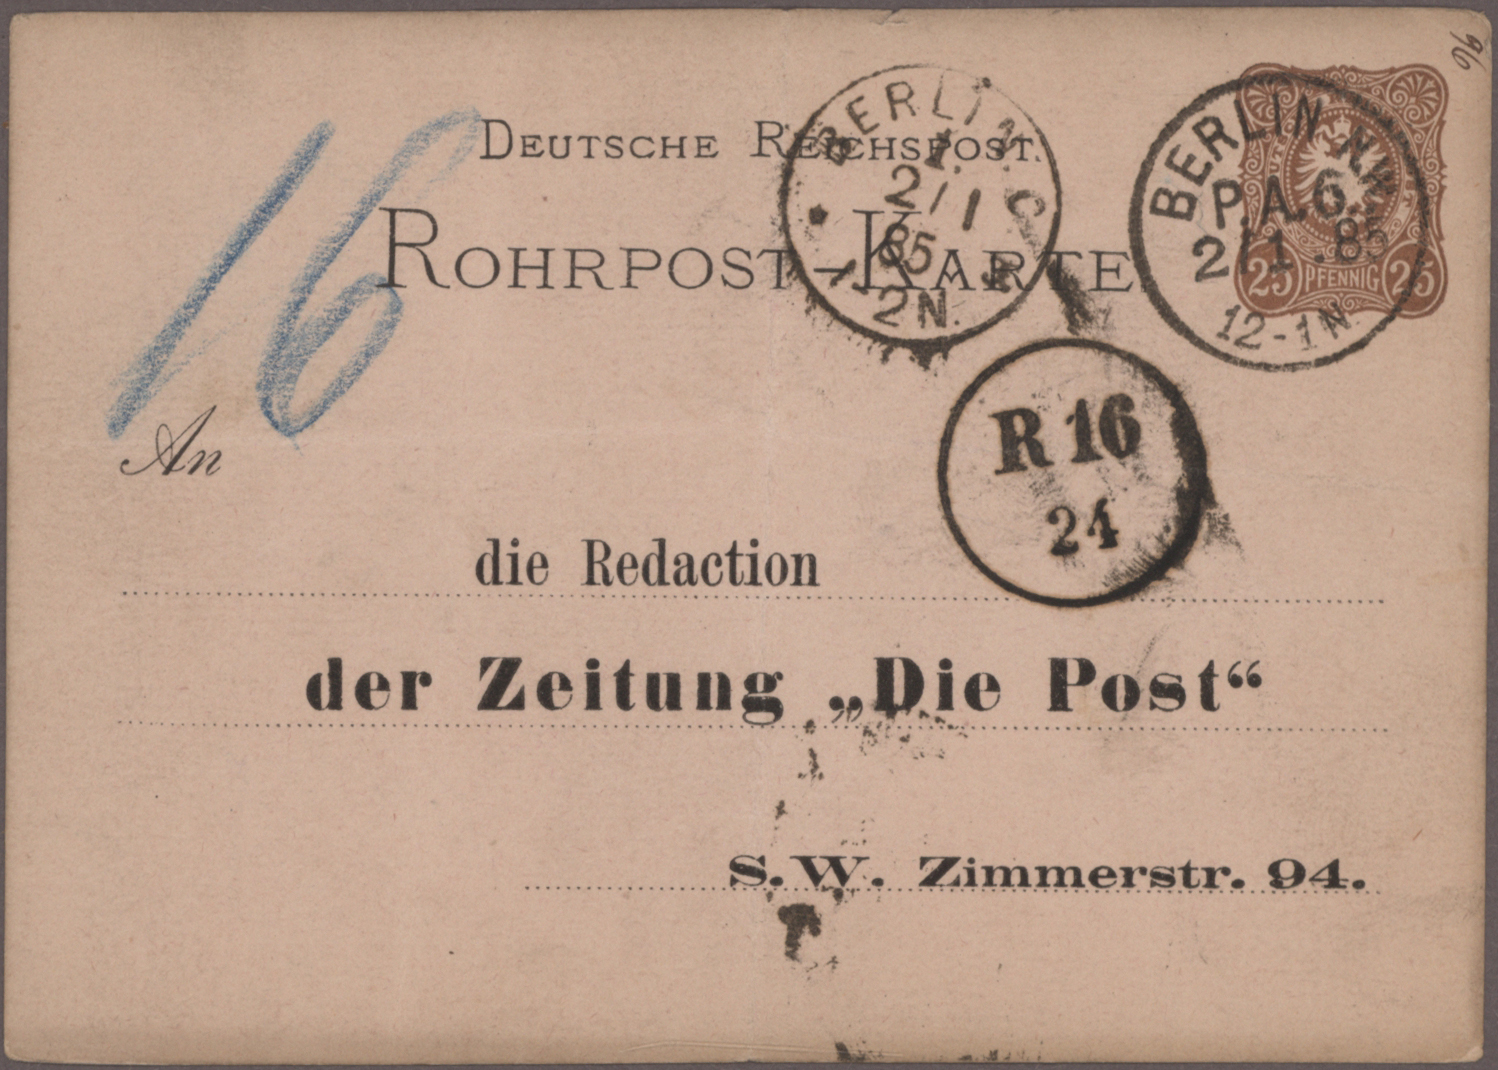 96
DEUTSCHE REICHSPOST.
ROHRPOST-KARTE
16
BERLIN, C
2/1
85
1-2N.
BERLIN N.W.
P.A.6.
2/1.85
12-1N.
25 PFENNIG 25
R 16
24
An
die Redaction
der Zeitung „Die Post“
S.W. Zimmerstr. 94.